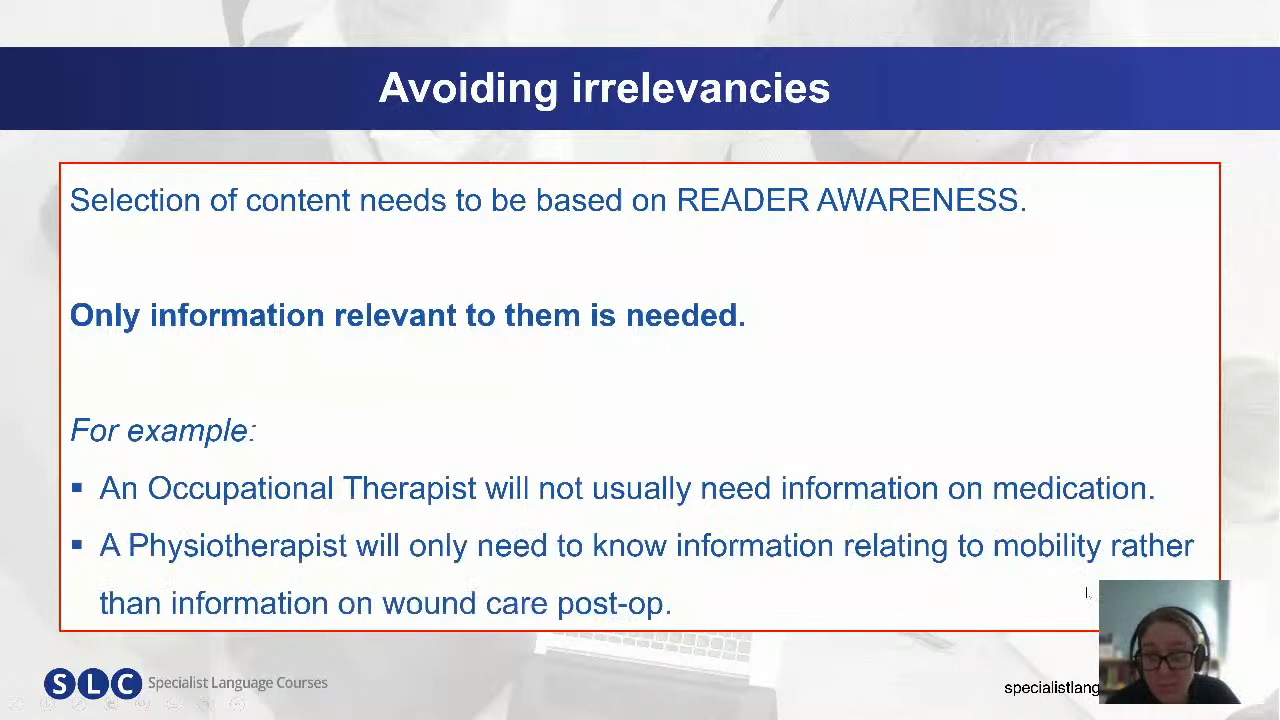 Avoiding irrelevancies
Selection of content needs to be based on READER AWARENESS.
Only information relevant to them is needed.
For example:
▪ An Occupational Therapist will not usually need information on medication.
▪ A Physiotherapist will only need to know information relating to mobility rather
than information on wound care post-op.
SLC Specialist Language Courses
specialistlang